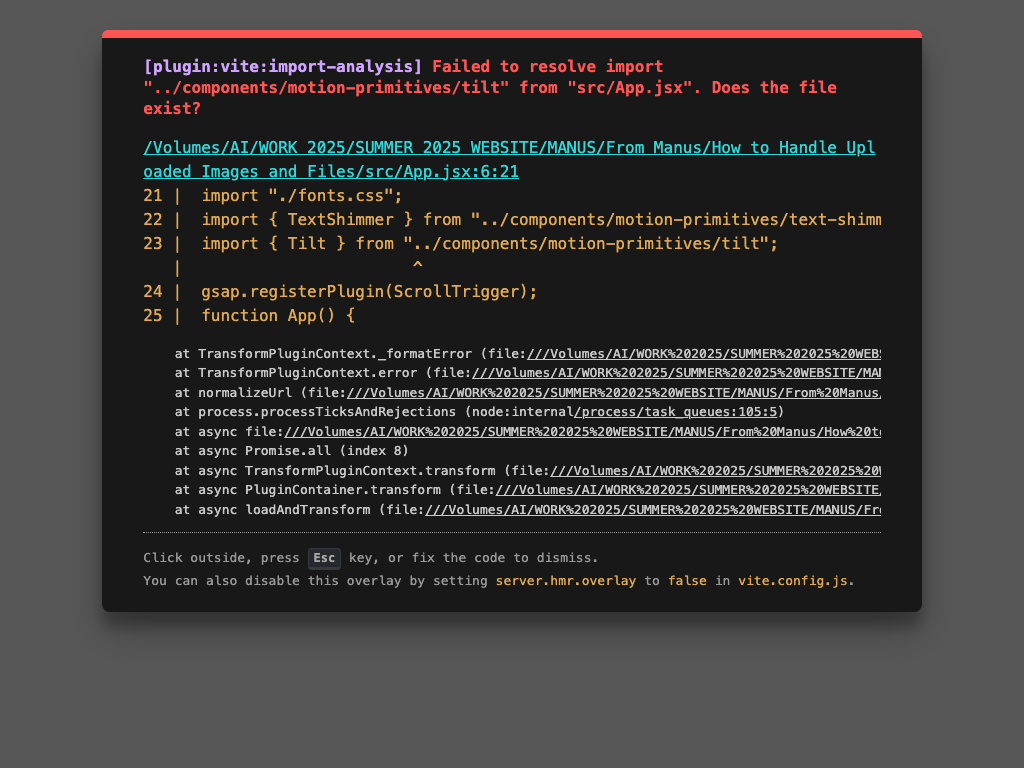 [plugin:vite:import-analysis] Failed to resolve import
"../components/motion-primitives/tilt" from "src/App.jsx". Does the file
exist?
/Volumes/AI/WORK 2025/SUMMER 2025 WEBSITE/MANUS/From Manus/How to Handle Upl
oaded Images and Files/src/App.jsx:6:21
21 |  import "./fonts.css";
22 |  import { TextShimmer } from "../components/motion-primitives/text-shimm
23 |  import { Tilt } from "../components/motion-primitives/tilt";
   |                        ^
24 |  gsap.registerPlugin(ScrollTrigger);
25 |  function App() {
at TransformPluginContext._formatError (file:///Volumes/AI/WORK%202025/SUMMER%202025%20WEB
at TransformPluginContext.error (file:///Volumes/AI/WORK%202025/SUMMER%202025%20WEBSITE/MA
at normalizeUrl (file:///Volumes/AI/WORK%202025/SUMMER%202025%20WEBSITE/MANUS/From%20Manus/
at process.processTicksAndRejections (node:internal/process/task_queues:105:5)
at async file:///Volumes/AI/WORK%202025/SUMMER%202025%20WEBSITE/MANUS/From%20Manus/How%20t
at async Promise.all (index 8)
at async TransformPluginContext.transform (file:///Volumes/AI/WORK%202025/SUMMER%202025%20
at async PluginContainer.transform (file:///Volumes/AI/WORK%202025/SUMMER%202025%20WEBSITE/
at async loadAndTransform (file:///Volumes/AI/WORK%202025/SUMMER%202025%20WEBSITE/MANUS/Fr
Click outside, press Esc key, or fix the code to dismiss.
You can also disable this overlay by setting server.hmr.overlay to false in vite.config.js.